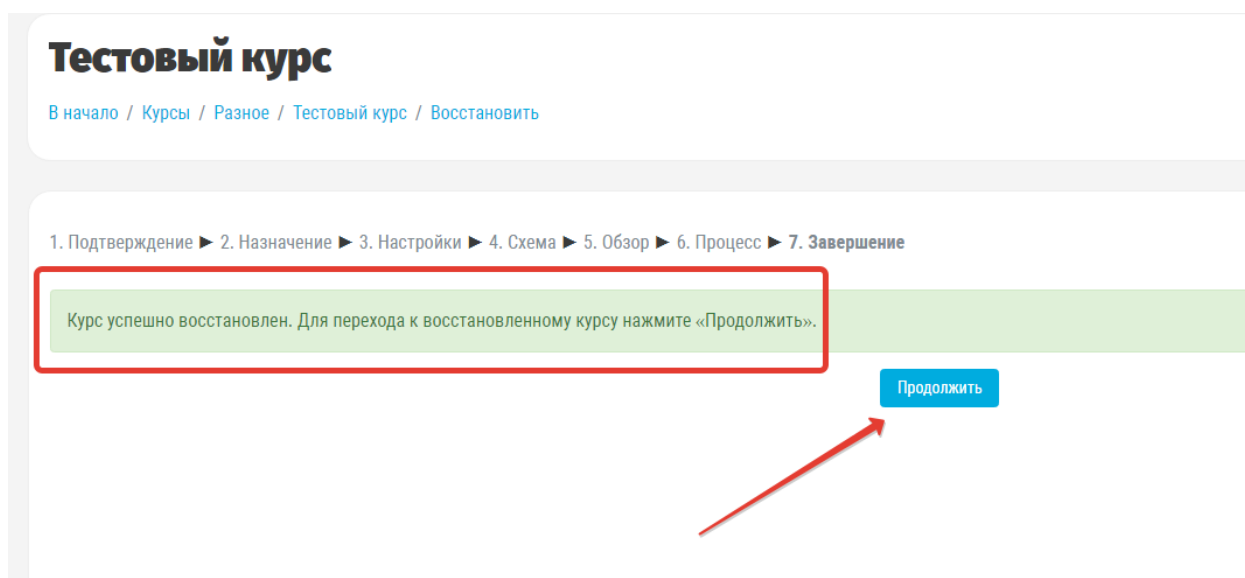 Тестовый курс
В начало / Курсы / Разное / Тестовый курс / Восстановить
1. Подтверждение ► 2. Назначение ► 3. Настройки ► 4. Схема ► 5. Обзор ► 6. Процесс ► 7. Завершение
Курс успешно восстановлен. Для перехода к восстановленному курсу нажмите «Продолжить».
Продолжить